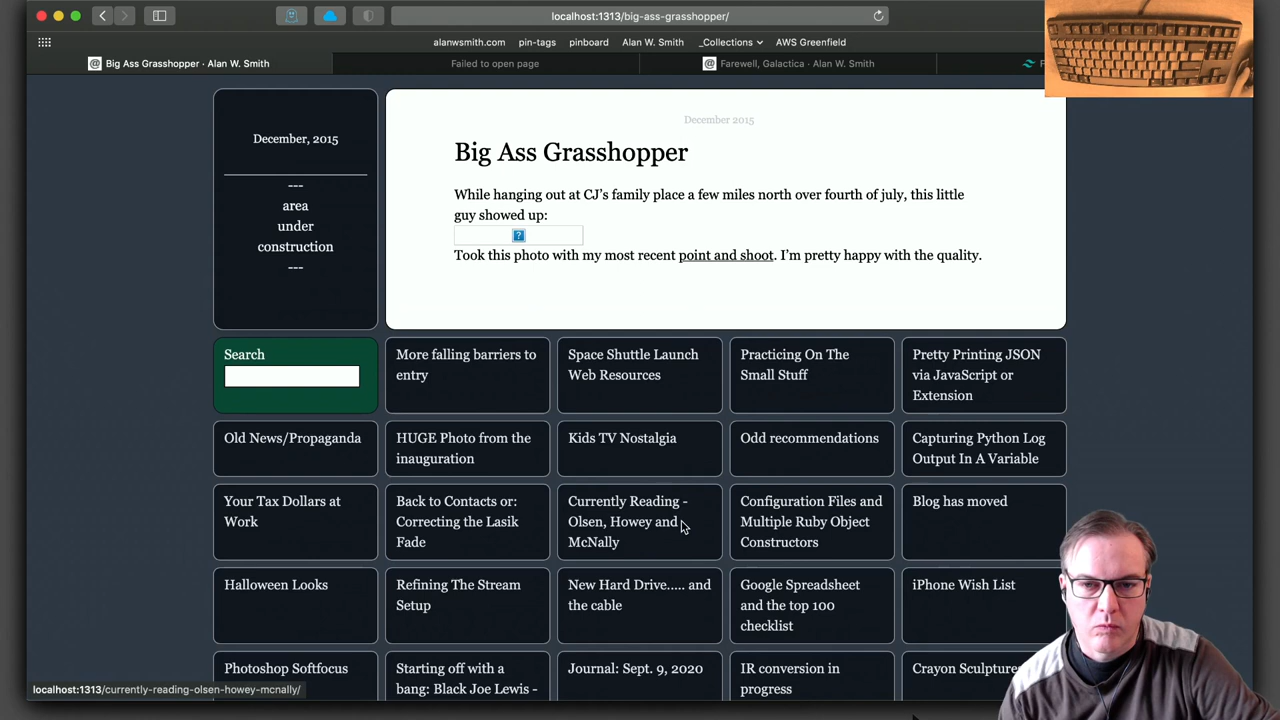 localhost:1313/big-ass-grasshopper/
alanwsmith.com
pin-tags
pinboard
Alan W. Smith
_Collections
AWS Greenfield
Big Ass Grasshopper · Alan W. Smith
Failed to open page
Farewell, Galactica · Alan W. Smith
December, 2015
---
area
under
construction
---
December 2015
Big Ass Grasshopper
While hanging out at CJ’s family place a few miles north over fourth of july, this little
guy showed up:
?
Took this photo with my most recent point and shoot. I’m pretty happy with the quality.
Search
More falling barriers to
entry
Space Shuttle Launch
Web Resources
Practicing On The
Small Stuff
Pretty Printing JSON
via JavaScript or
Extension
Old News/Propaganda
HUGE Photo from the
inauguration
Kids TV Nostalgia
Odd recommendations
Capturing Python Log
Output In A Variable
Your Tax Dollars at
Work
Back to Contacts or:
Correcting the Lasik
Fade
Currently Reading -
Olsen, Howey and
McNally
Configuration Files and
Multiple Ruby Object
Constructors
Blog has moved
Halloween Looks
Refining The Stream
Setup
New Hard Drive..... and
the cable
Google Spreadsheet
and the top 100
checklist
iPhone Wish List
Photoshop Softfocus
Starting off with a
bang: Black Joe Lewis -
Journal: Sept. 9, 2020
IR conversion in
progress
Crayon Sculpture
localhost:1313/currently-reading-olsen-howey-mcnally/